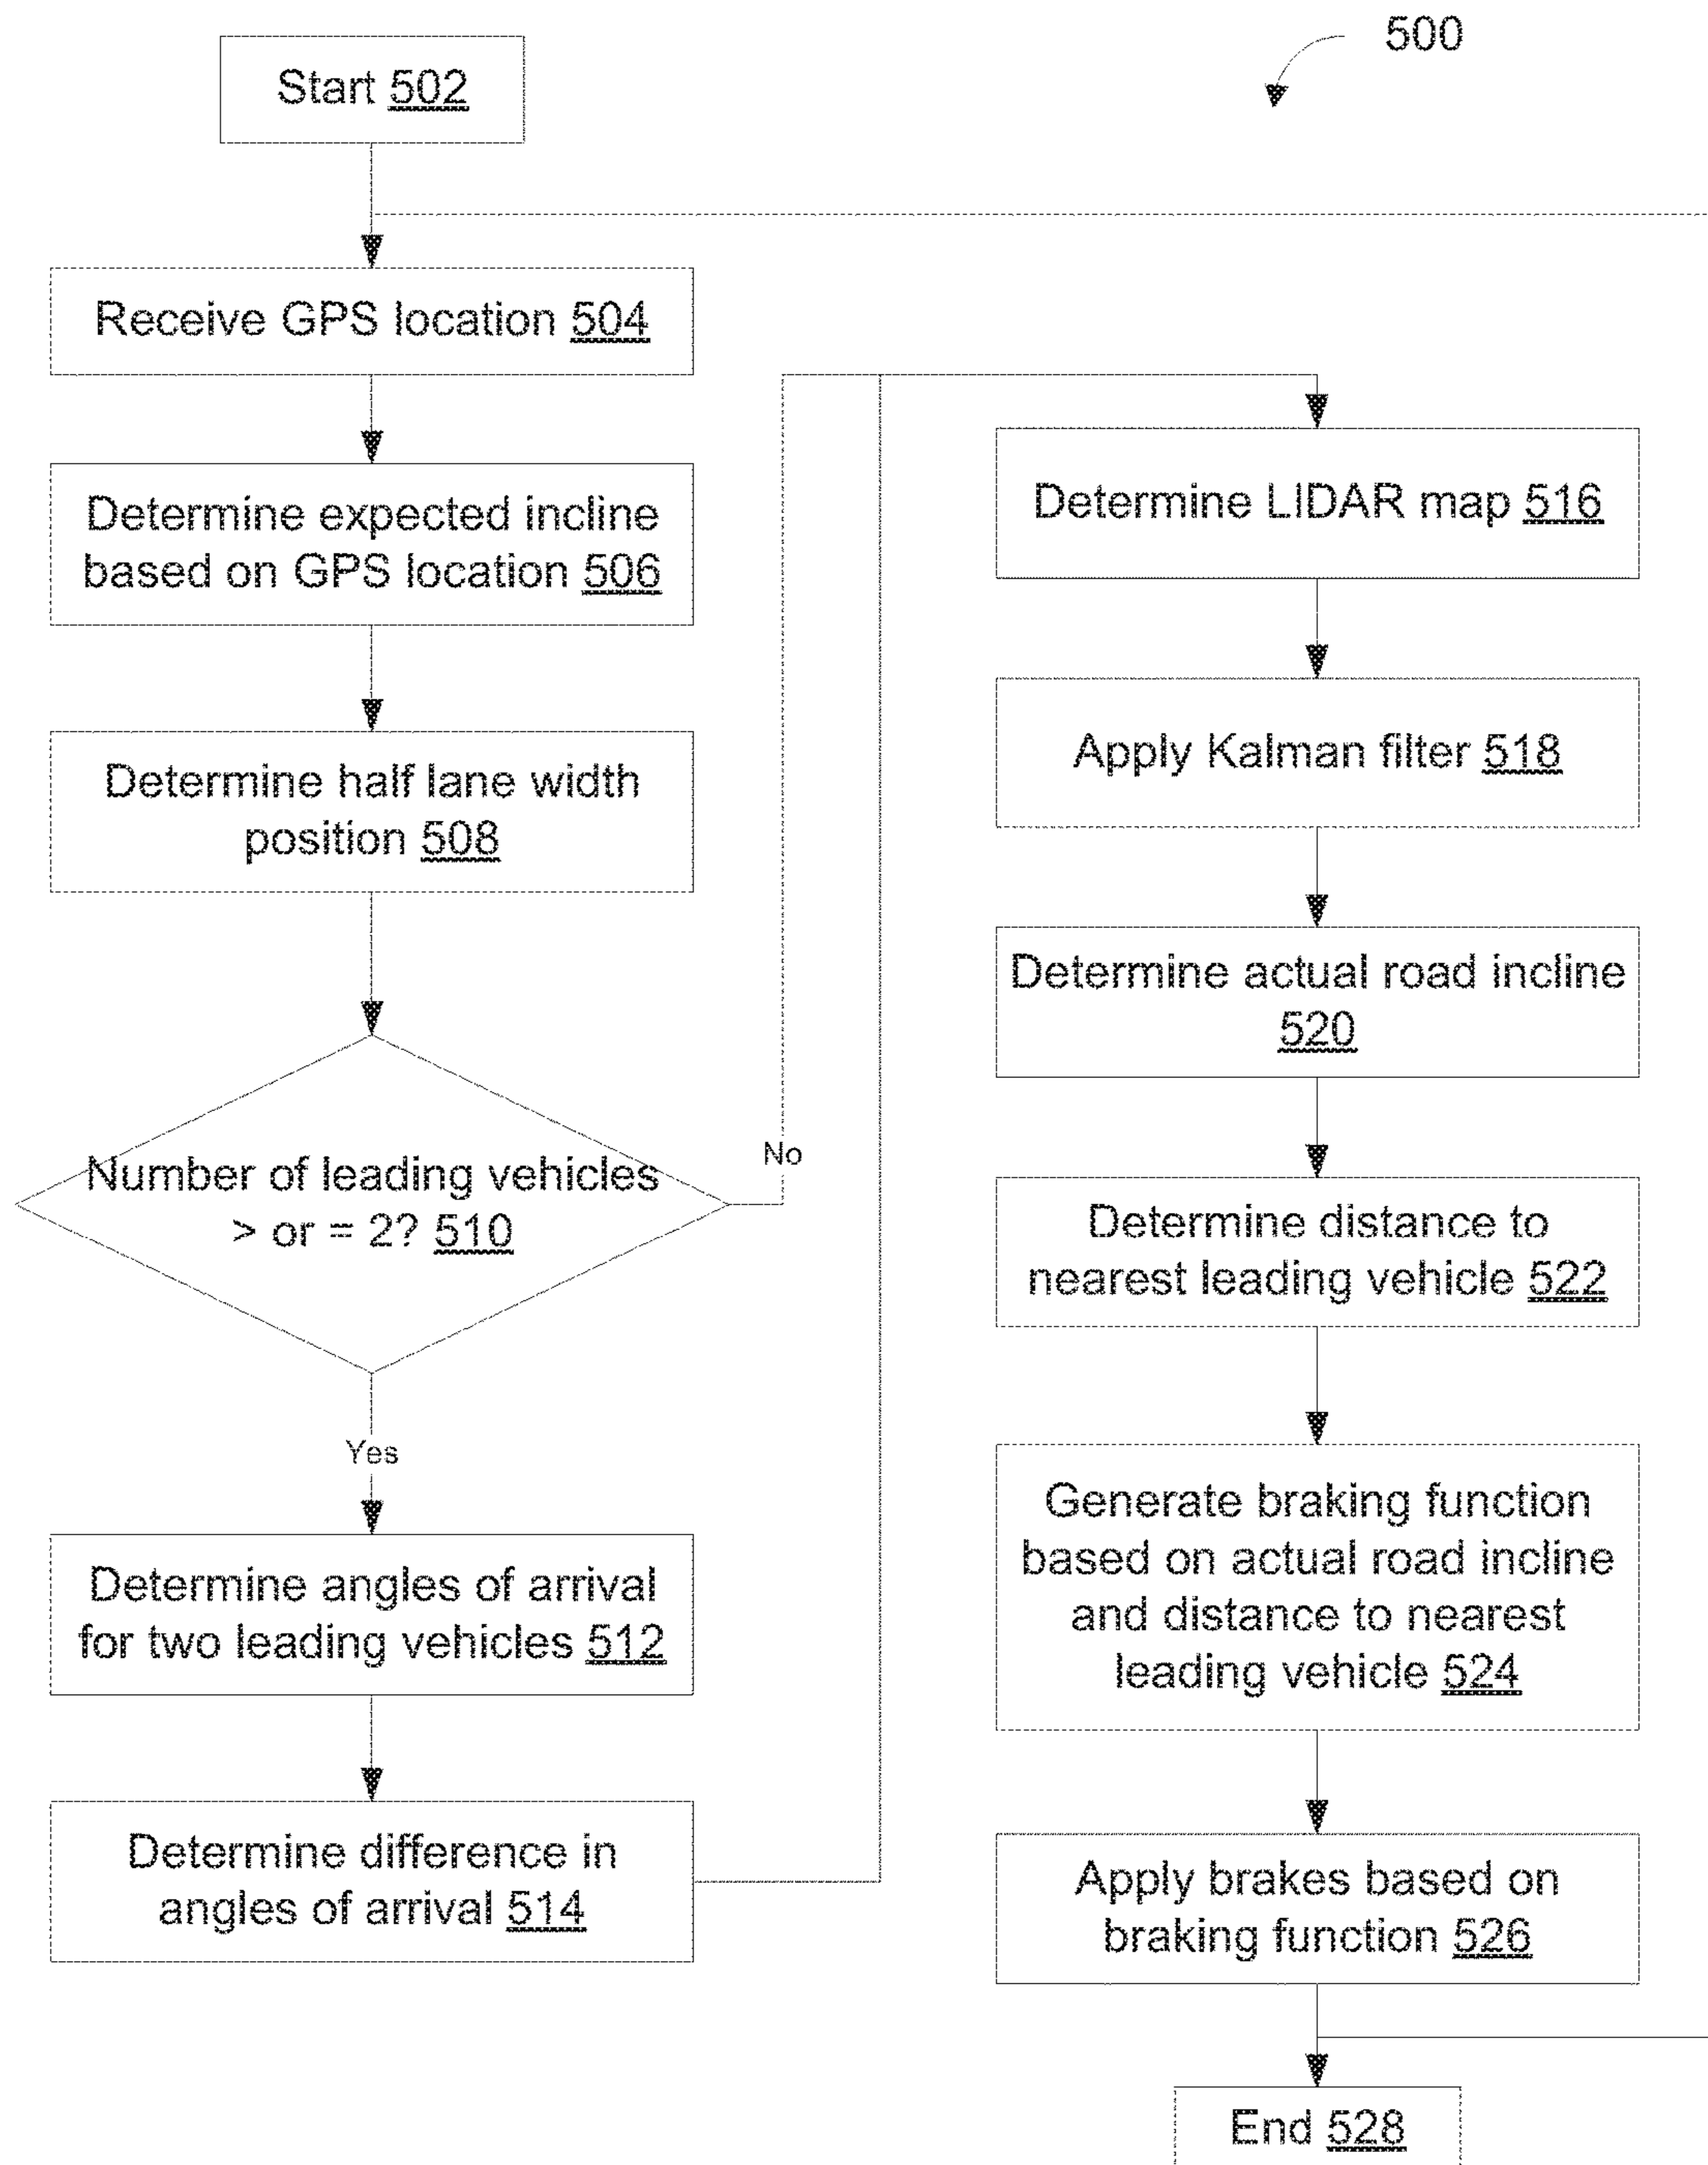 500
Start 502
Receive GPS location 504
Determine expected incline
based on GPS location 506
Determine half lane width
position 508
Number of leading vehicles
> or = 2? 510
No
Yes
Determine angles of arrival
for two leading vehicles 512
Determine difference in
angles of arrival 514
Determine LIDAR map 516
Apply Kalman filter 518
Determine actual road incline
520
Determine distance to
nearest leading vehicle 522
Generate braking function
based on actual road incline
and distance to nearest
leading vehicle 524
Apply brakes based on
braking function 526
End 528